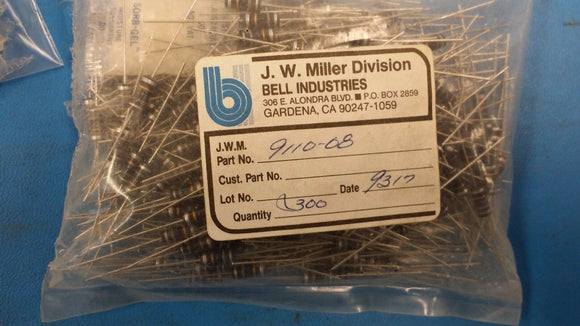 J. W. Miller Division
BELL INDUSTRIES
306 E. ALONDRA BLVD. ■ P.O. BOX 2859
GARDENA, CA 90247-1059
J.W.M.
Part No. 9110-08
Cust. Part No.
Lot No. Date 9317
Quantity 300